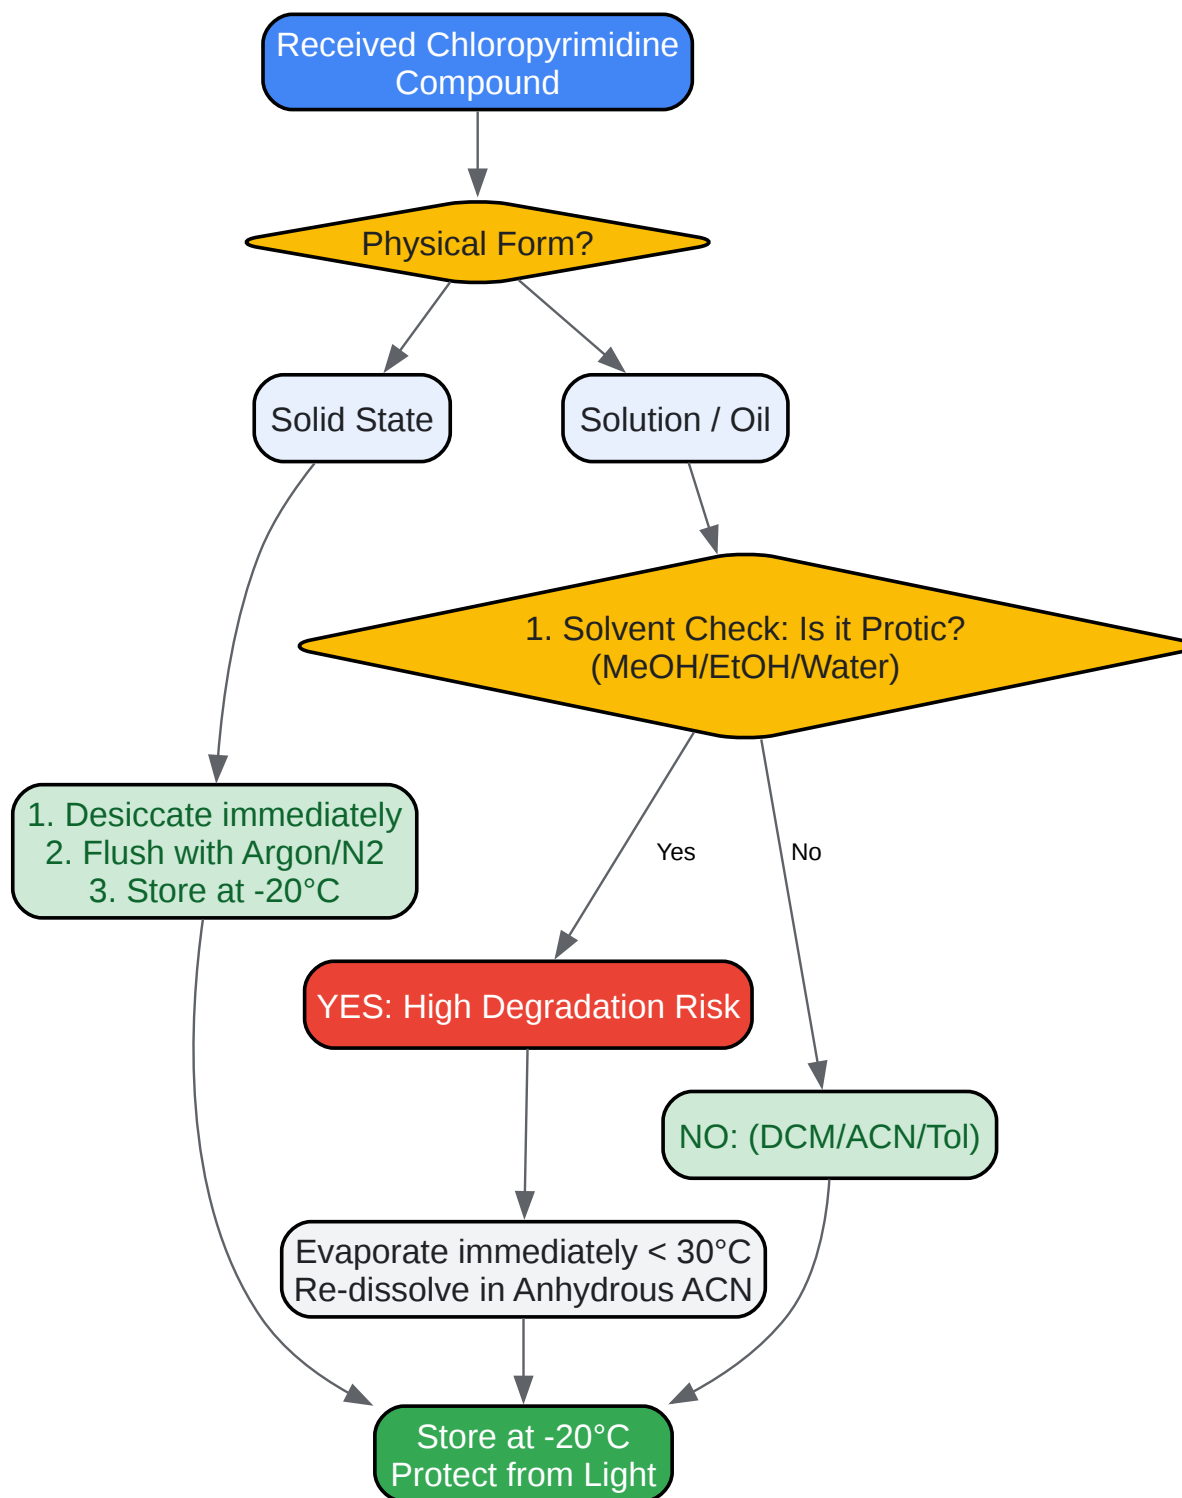 Received Chloropyrimidine
Compound
Physical Form?
Solid State
Solution / Oil
1. Solvent Check: Is it Protic?
(MeOH/EtOH/Water)
1. Desiccate immediately
2. Flush with Argon/N2
3. Store at -20°C
Yes
No
YES: High Degradation Risk
NO: (DCM/ACN/Tol)
Evaporate immediately < 30°C
Re-dissolve in Anhydrous ACN
Store at -20°C
Protect from Light